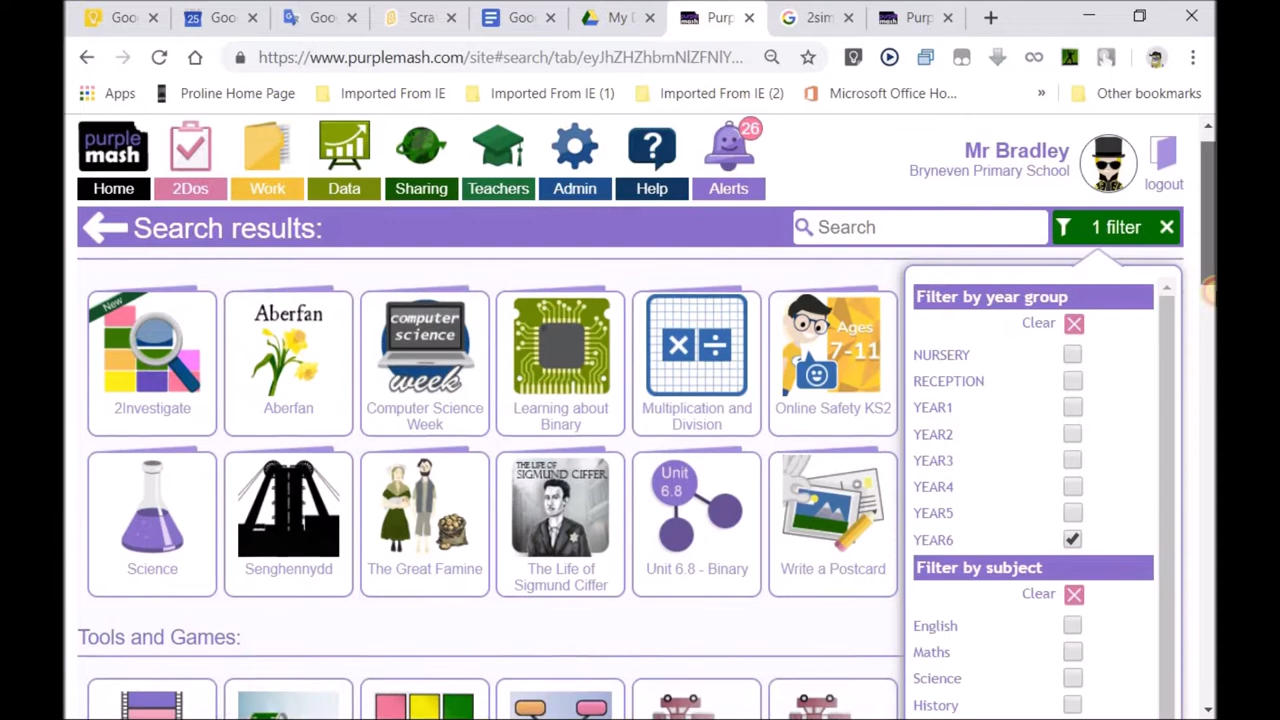 Goo
Goo
Goo
Scra
Goo
My D
Purp
2sim
Purp
https://www.purplemash.com/site#search/tab/eyJhZHZhbmNlZFNlY...
Apps
Proline Home Page
Imported From IE
Imported From IE (1)
Imported From IE (2)
Microsoft Office Ho...
»
Other bookmarks
purple
mash
26
Home
2Dos
Work
Data
Sharing
Teachers
Admin
Help
Alerts
Mr Bradley
Bryneven Primary School
logout
Search results:
Search
1 filter
New
2Investigate
Aberfan
Aberfan
computer
science
week
Computer Science
Week
Learning about
Binary
Multiplication and
Division
Ages
7-11
Online Safety KS2
Science
Senghennydd
The Great Famine
THE LIFE OF
SIGMUND CIFFER
The Life of
Sigmund Ciffer
Unit
6.8
Unit 6.8 - Binary
Write a Postcard
Tools and Games:
Filter by year group
Clear
NURSERY
RECEPTION
YEAR1
YEAR2
YEAR3
YEAR4
YEAR5
YEAR6
Filter by subject
Clear
English
Maths
Science
History